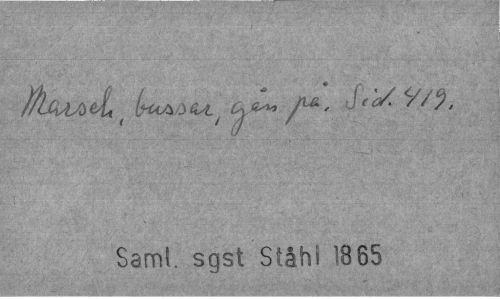 Marsch, bussar, gån på. Sid. 419.
Saml. sgst Ståhl 1865